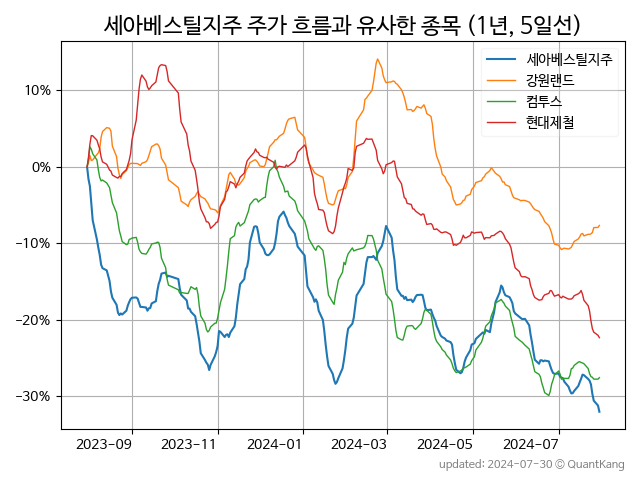 세아베스틸지주 주가 흐름과 유사한 종목 (1년, 5일선)
세아베스틸지주
강원랜드
컴투스
현대제철
10%
0%
−10%
−20%
−30%
2023−09
2023−11
2024−01
2024−03
2024−05
2024−07
updated: 2024-07-30 © QuantKang